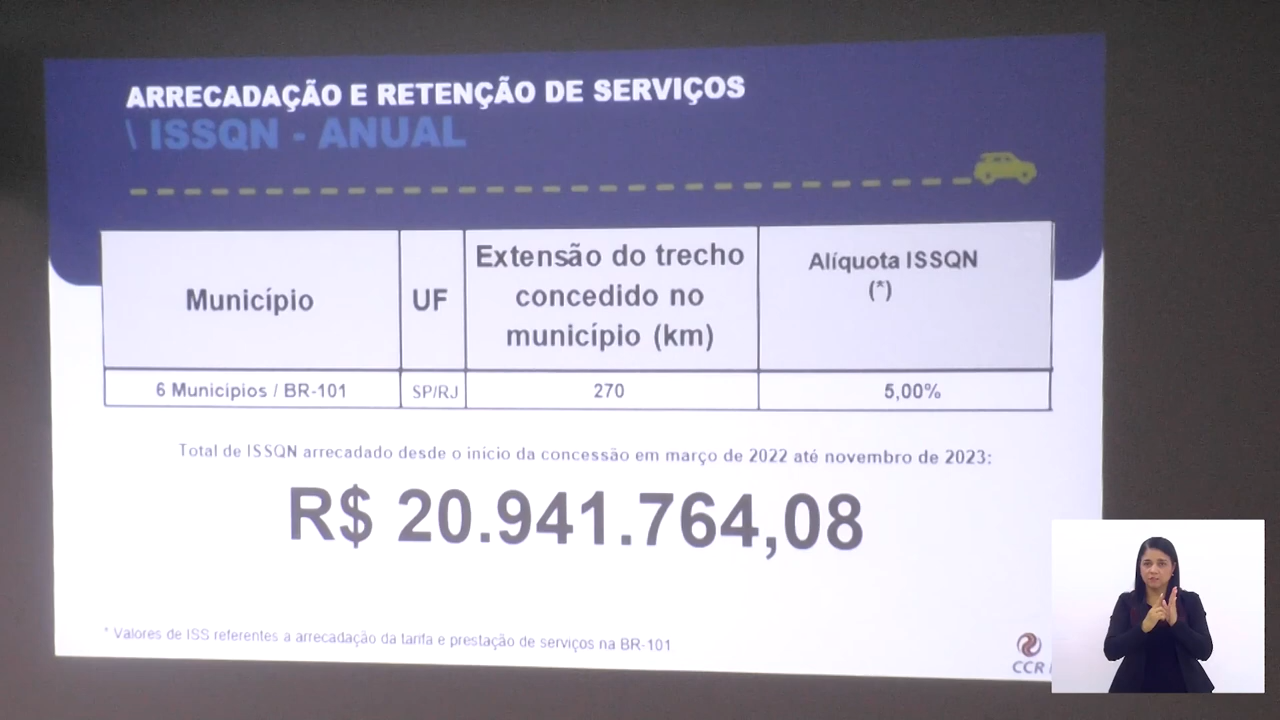 ARRECADAÇÃO E RETENÇÃO DE SERVIÇOS
\ ISSQN - ANUAL
Município
UF
Extensão do trecho
concedido no
município (km)
Alíquota ISSQN
(*)
6 Municipios / BR-101
SP/RJ
270
5,00%
Total de ISSQN arrecadado desde o início da concessão em março de 2022 até novembro de 2023:
R$ 20.941.764,08
* Valores de ISS referentes a arrecadação da tarifa e prestação de serviços na BR-101
CCR